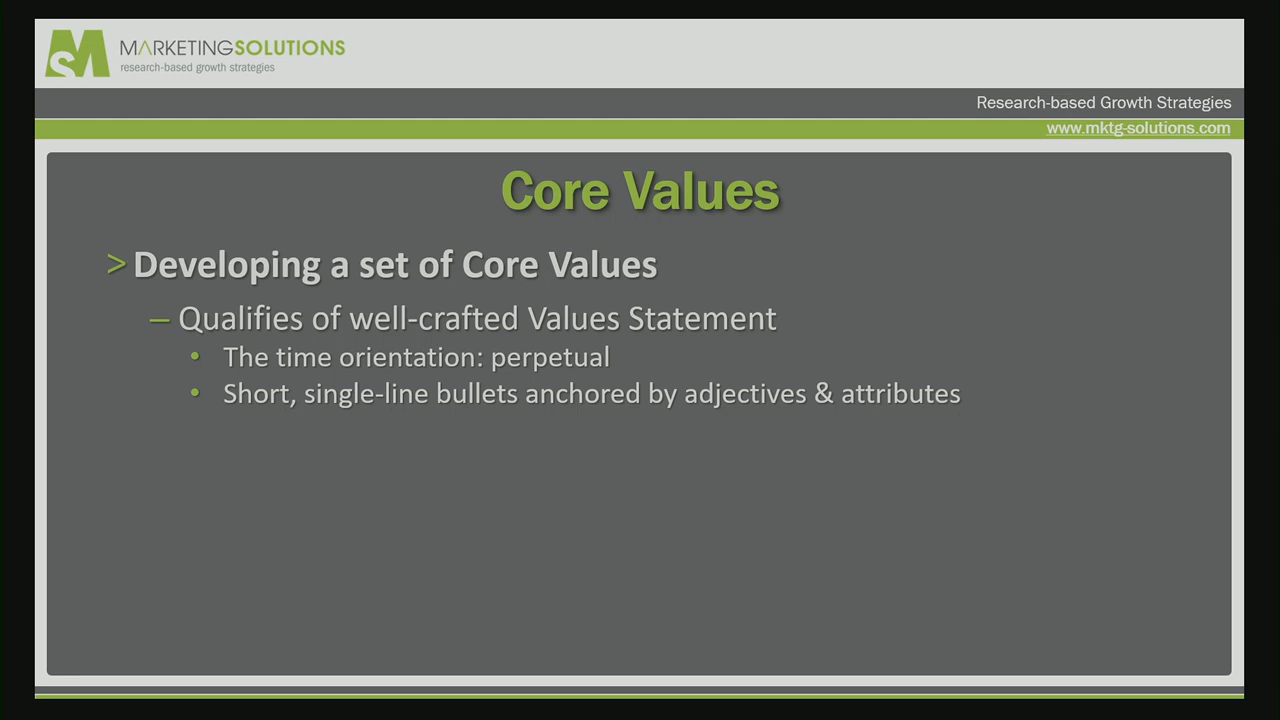 MARKETINGSOLUTIONS
research-based growth strategies
Research-based Growth Strategies
www.mktg-solutions.com
Core Values
> Developing a set of Core Values
– Qualifies of well-crafted Values Statement
• The time orientation: perpetual
• Short, single-line bullets anchored by adjectives & attributes